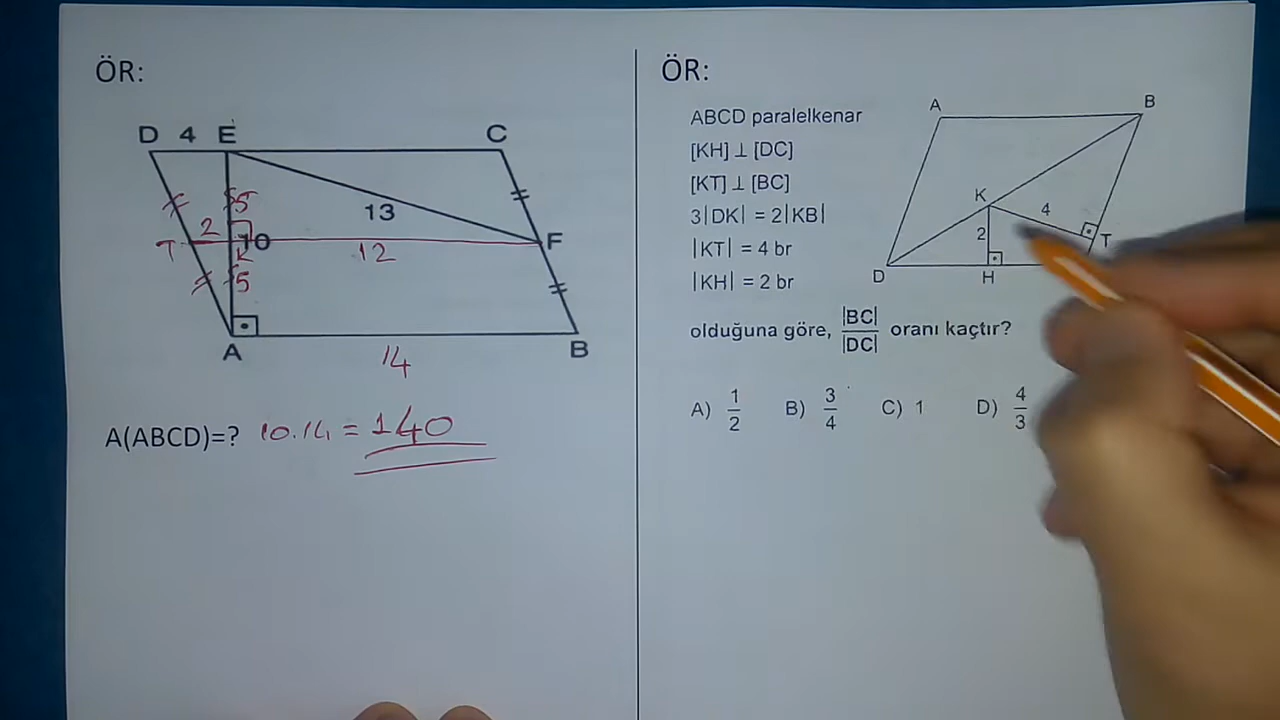 ÖR:
D 4 E C
5
2 13
T 10 F
K 12
5
A B
14
A(ABCD)=? 10.14 = 140
ÖR:
ABCD paralelkenar
[KH] ⊥ [DC]
[KT] ⊥ [BC]
3|DK| = 2|KB|
|KT| = 4 br
|KH| = 2 br
A B
K 4
2 T
D H
olduğuna göre, |BC| / |DC| oranı kaçtır?
A) 1/2 B) 3/4 C) 1 D) 4/3